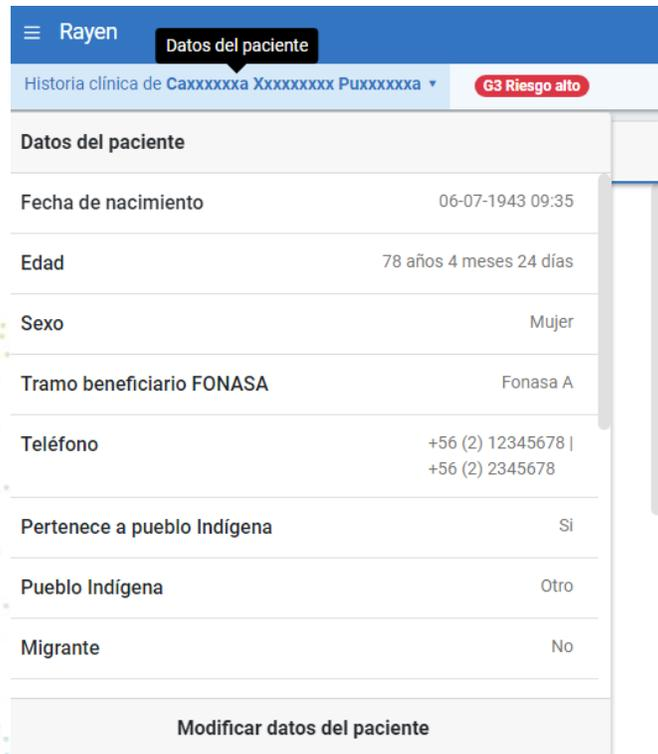 Rayen
Datos del paciente
Historia clínica de Caxxxxxxa Xxxxxxxxx Puxxxxxxa ▾
G3 Riesgo alto
Datos del paciente
Fecha de nacimiento 06-07-1943 09:35
Edad 78 años 4 meses 24 días
Sexo Mujer
Tramo beneficiario FONASA Fonasa A
Teléfono +56 (2) 12345678 |
+56 (2) 2345678
Pertenece a pueblo Indígena Si
Pueblo Indígena Otro
Migrante No
Modificar datos del paciente